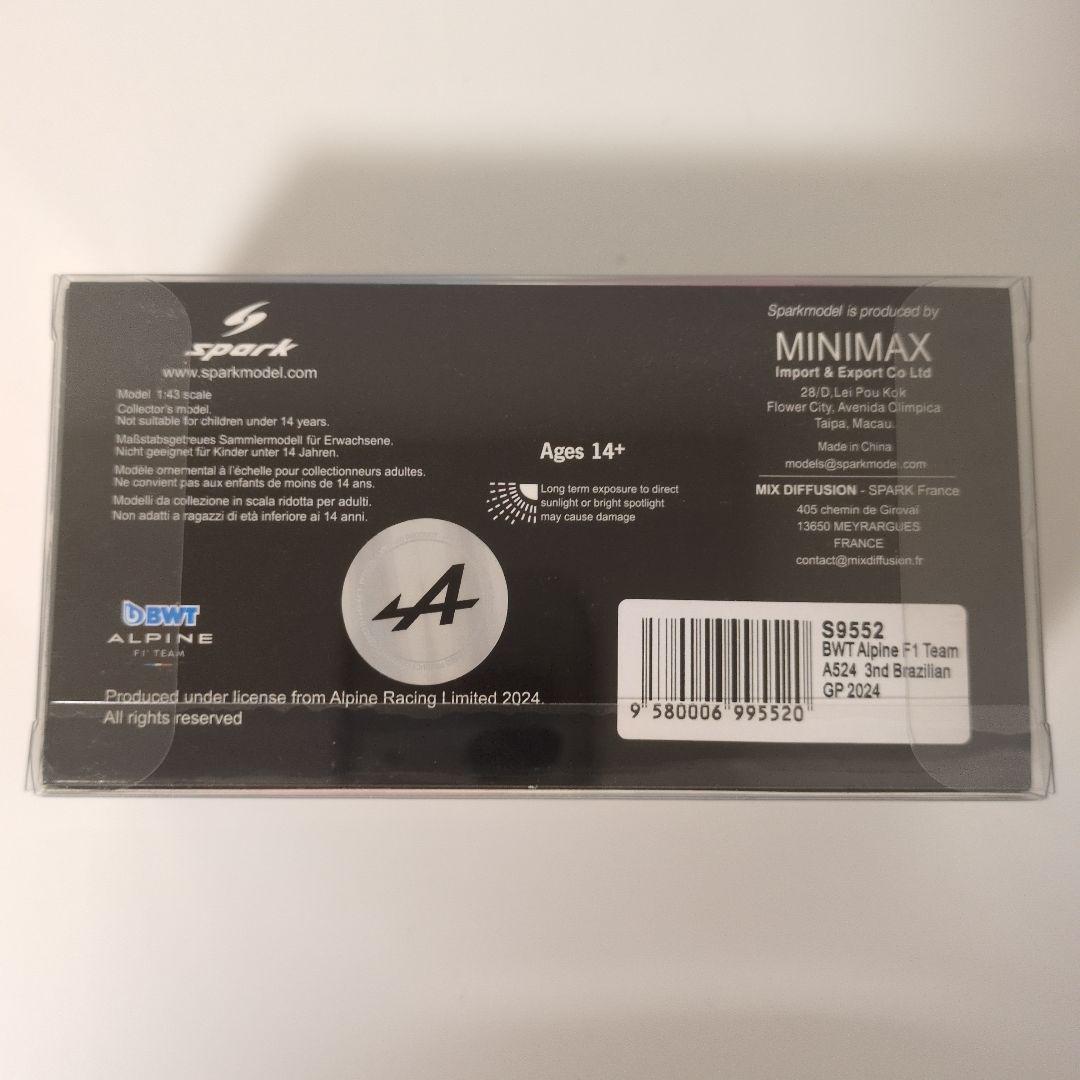 spark
www.sparkmodel.com
Model 1:43 scale
Collector's model.
Not suitable for children under 14 years.
Maßstabsgetreues Sammlermodell für Erwachsene.
Nicht geeignet für Kinder unter 14 Jahren.
Modèle ornemental à l'échelle pour collectionneurs adultes.
Ne convient pas aux enfants de moins de 14 ans.
Modelli da collezione in scala ridotta per adulti.
Non adatti a ragazzi di età inferiore ai 14 anni.
Ages 14+
Long term exposure to direct
sunlight or bright spotlight
may cause damage
Sparkmodel is produced by
MINIMAX
Import & Export Co Ltd
28/D,Lei Pou Kok
Flower City, Avenida Olimpica
Taipa, Macau.
Made in China
models@sparkmodel.com
MIX DIFFUSION - SPARK France
405 chemin de Girovaï
13650 MEYRARGUES
FRANCE
contact@mixdiffusion.fr
BWT
ALPINE
F1 TEAM
A
Produced under license from Alpine Racing Limited 2024.
All rights reserved
S9552
BWT Alpine F1 Team
A524 3nd Brazilian
GP 2024
9 580006 995520